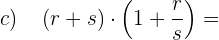 c) (r + s) · (1 + r/s) =